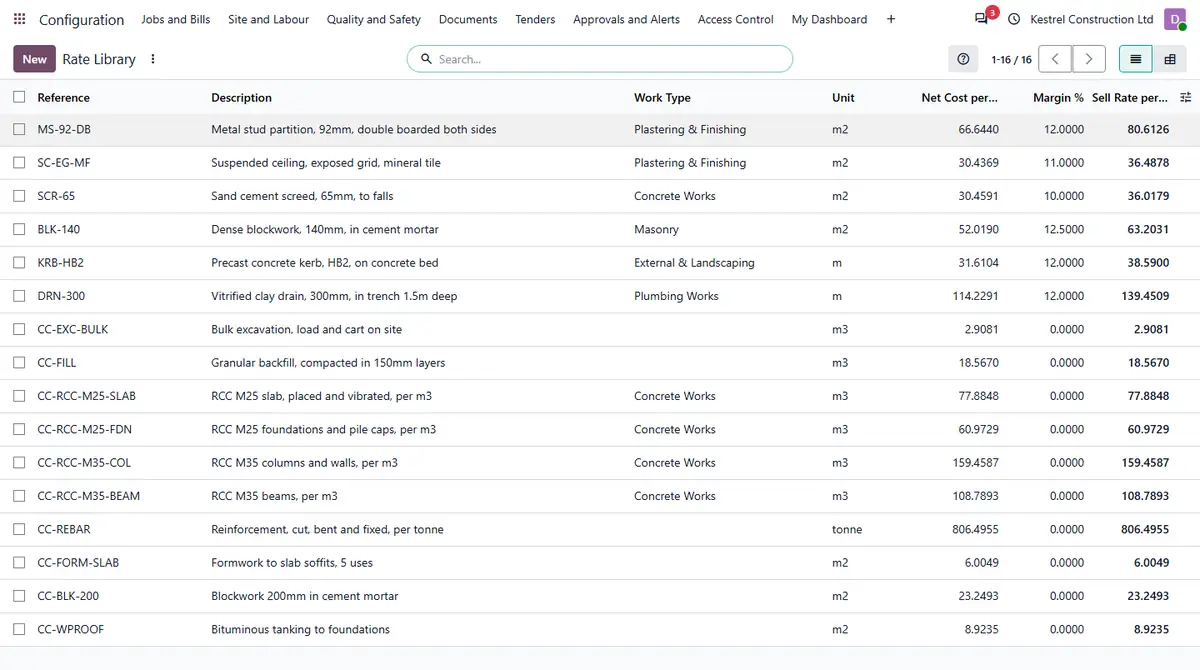 Configuration Jobs and Bills Site and Labour Quality and Safety Documents Tenders Approvals and Alerts Access Control My Dashboard + 3 Kestrel Construction Ltd D
New Rate Library Search... 1-16 / 16
Reference Description Work Type Unit Net Cost per... Margin % Sell Rate per...
MS-92-DB Metal stud partition, 92mm, double boarded both sides Plastering & Finishing m2 66.6440 12.0000 80.6126
SC-EG-MF Suspended ceiling, exposed grid, mineral tile Plastering & Finishing m2 30.4369 11.0000 36.4878
SCR-65 Sand cement screed, 65mm, to falls Concrete Works m2 30.4591 10.0000 36.0179
BLK-140 Dense blockwork, 140mm, in cement mortar Masonry m2 52.0190 12.5000 63.2031
KRB-HB2 Precast concrete kerb, HB2, on concrete bed External & Landscaping m 31.6104 12.0000 38.5900
DRN-300 Vitrified clay drain, 300mm, in trench 1.5m deep Plumbing Works m 114.2291 12.0000 139.4509
CC-EXC-BULK Bulk excavation, load and cart on site m3 2.9081 0.0000 2.9081
CC-FILL Granular backfill, compacted in 150mm layers m3 18.5670 0.0000 18.5670
CC-RCC-M25-SLAB RCC M25 slab, placed and vibrated, per m3 Concrete Works m3 77.8848 0.0000 77.8848
CC-RCC-M25-FDN RCC M25 foundations and pile caps, per m3 Concrete Works m3 60.9729 0.0000 60.9729
CC-RCC-M35-COL RCC M35 columns and walls, per m3 Concrete Works m3 159.4587 0.0000 159.4587
CC-RCC-M35-BEAM RCC M35 beams, per m3 Concrete Works m3 108.7893 0.0000 108.7893
CC-REBAR Reinforcement, cut, bent and fixed, per tonne tonne 806.4955 0.0000 806.4955
CC-FORM-SLAB Formwork to slab soffits, 5 uses m2 6.0049 0.0000 6.0049
CC-BLK-200 Blockwork 200mm in cement mortar m2 23.2493 0.0000 23.2493
CC-WPROOF Bituminous tanking to foundations m2 8.9235 0.0000 8.9235